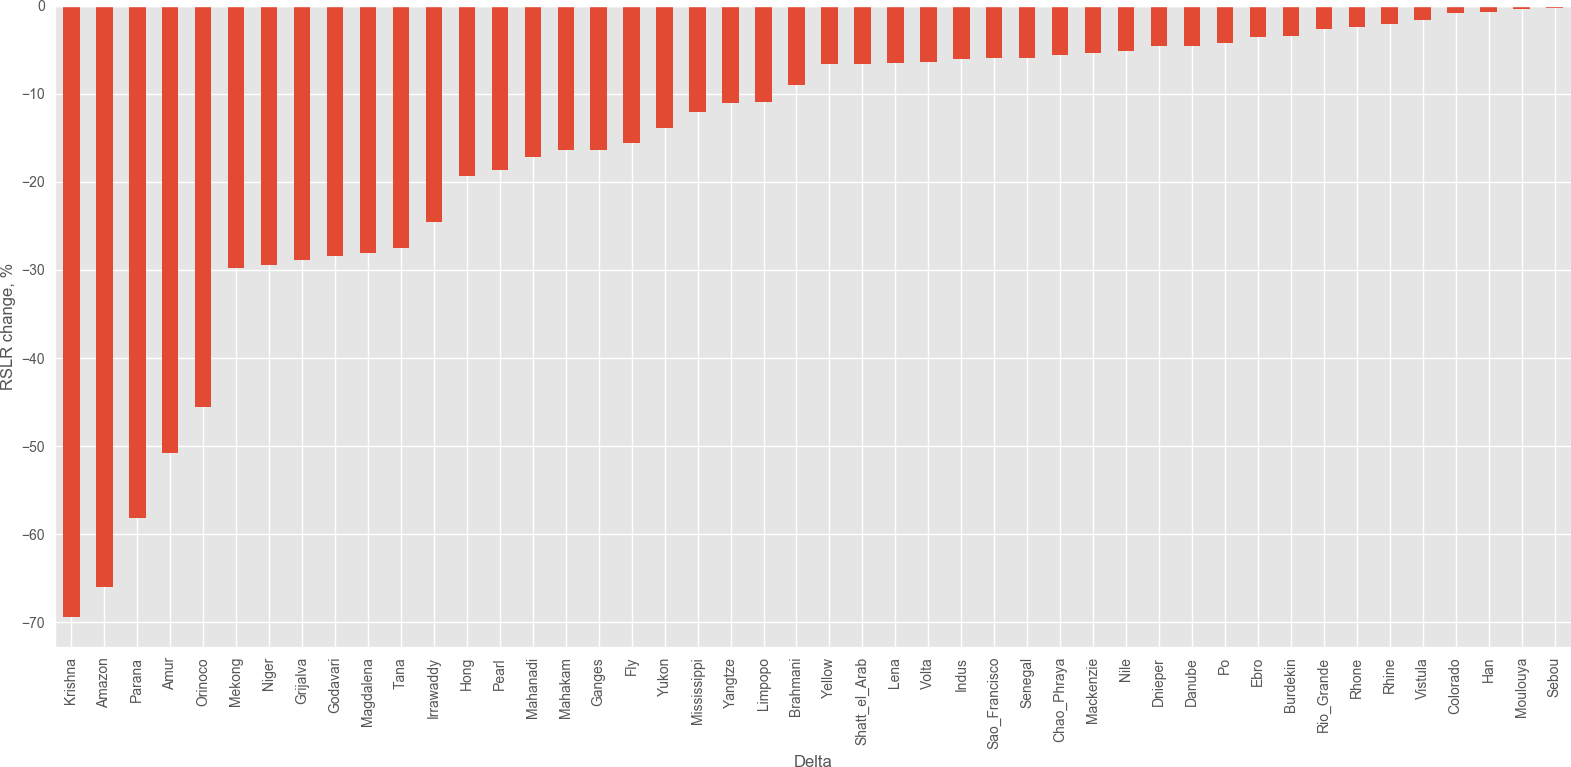 0
−10
−20
−30
−40
−50
−60
−70
RSLR change, %
Krishna
Amazon
Parana
Amur
Orinoco
Mekong
Niger
Grijalva
Godavari
Magdalena
Tana
Irrawaddy
Hong
Pearl
Mahanadi
Mahakam
Ganges
Fly
Yukon
Mississippi
Yangtze
Limpopo
Brahmani
Yellow
Shatt_el_Arab
Lena
Volta
Indus
Sao_Francisco
Senegal
Chao_Phraya
Mackenzie
Nile
Dnieper
Danube
Po
Ebro
Burdekin
Rio_Grande
Rhone
Rhine
Vistula
Colorado
Han
Moulouya
Sebou
Delta